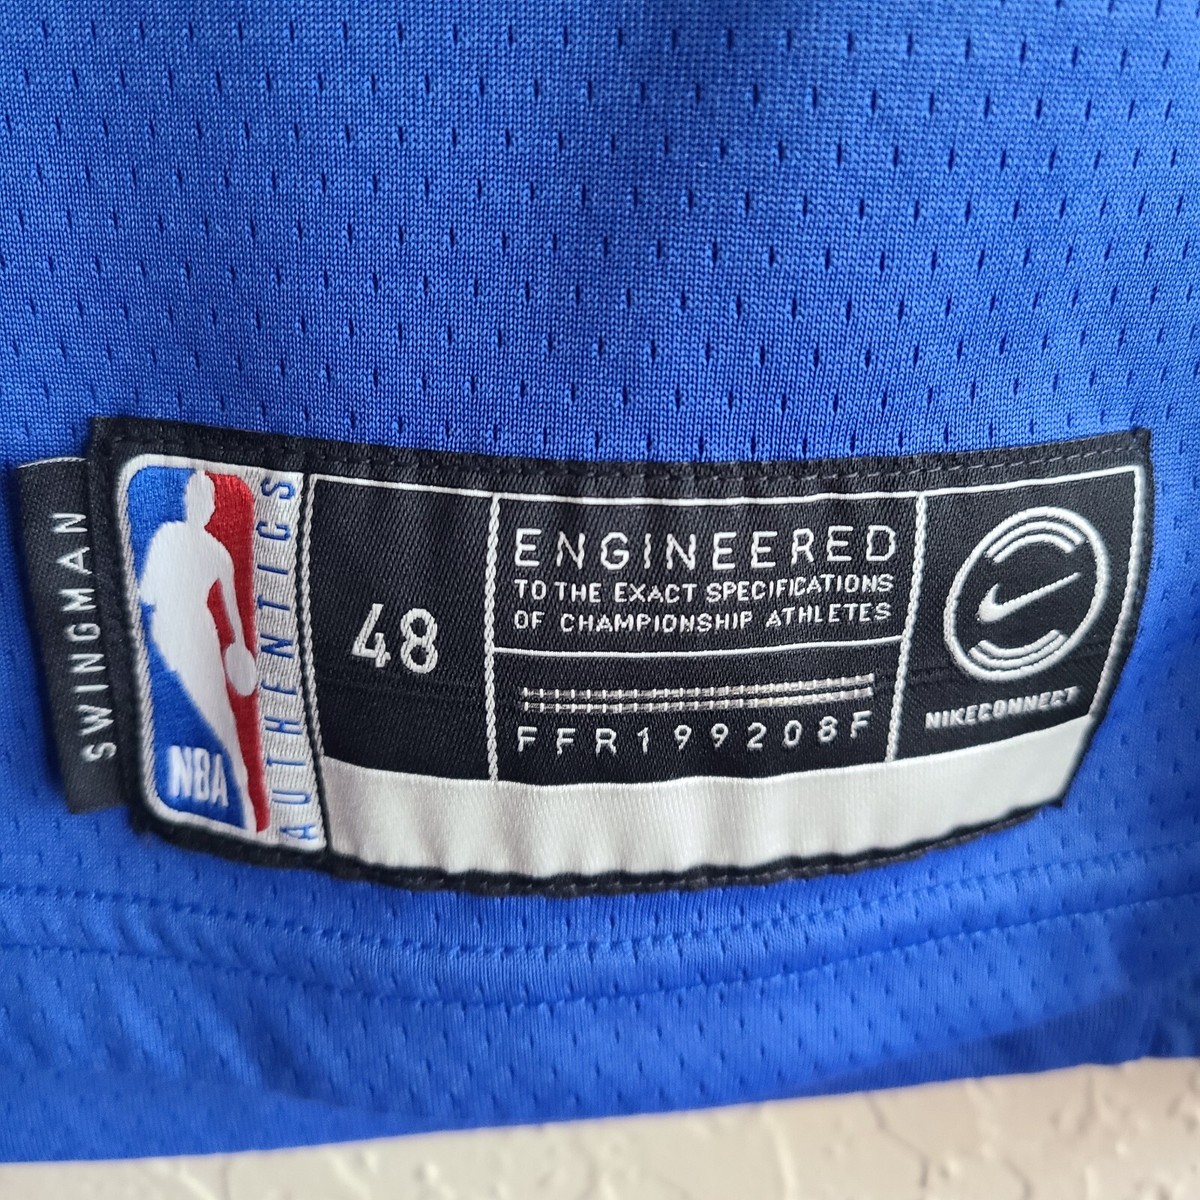 SWINGMAN
NBA
AUTHENTICS
48
ENGINEERED
TO THE EXACT SPECIFICATIONS
OF CHAMPIONSHIP ATHLETES
FFR199208F
NIKECONNECT